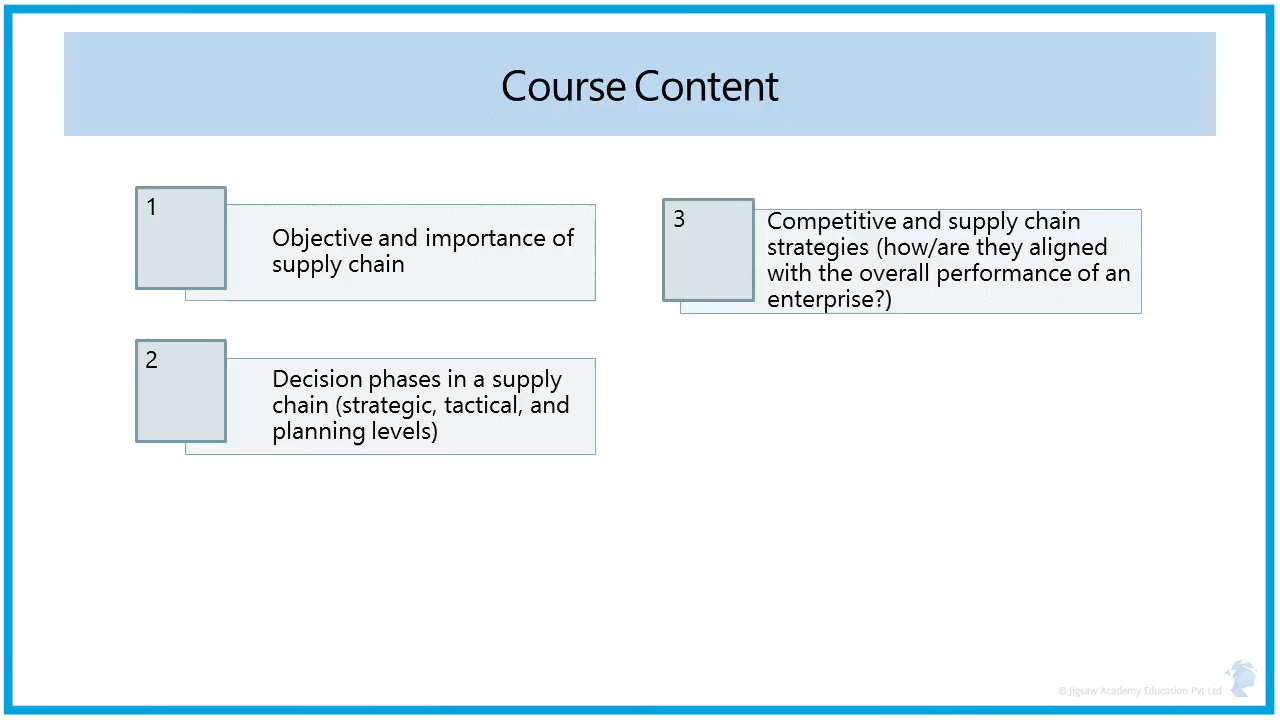 Course Content
1
Objective and importance of
supply chain
2
Decision phases in a supply
chain (strategic, tactical, and
planning levels)
3
Competitive and supply chain
strategies (how/are they aligned
with the overall performance of an
enterprise?)
© Jigsaw Academy Education Pvt Ltd